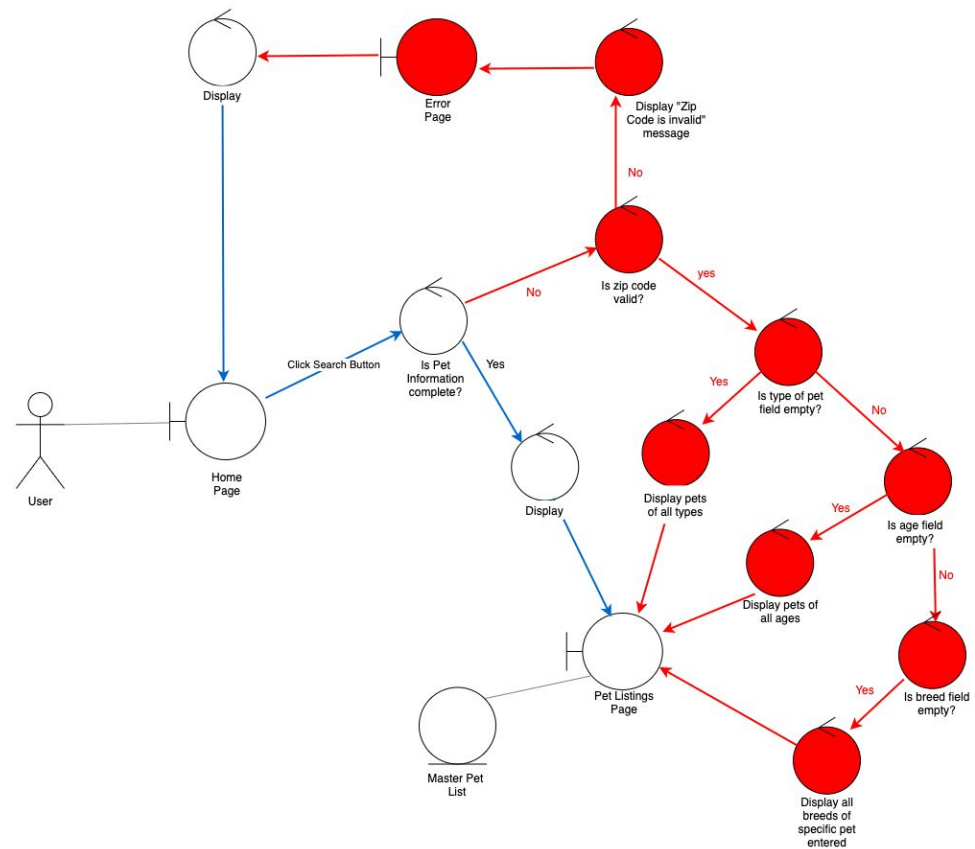 Display
Error
Page
Display "Zip
Code is invalid"
message
No
Is zip code
valid?
yes
No
Is Pet
Information
complete?
Click Search Button
Yes
Is type of pet
field empty?
Yes
No
User
Home
Page
Display
Display pets
of all types
Is age field
empty?
Yes
No
Display pets of
all ages
Is breed field
empty?
Yes
Pet Listings
Page
Master Pet
List
Display all
breeds of
specific pet
entered